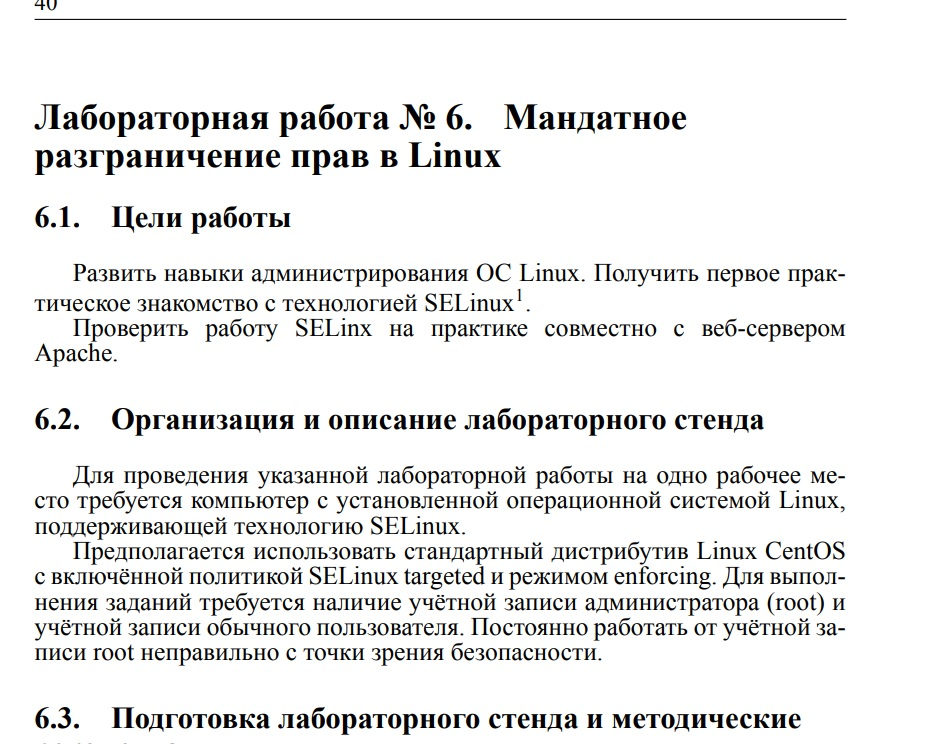 40
Лабораторная работа № 6. Мандатное
разграничение прав в Linux
6.1. Цели работы
Развить навыки администрирования ОС Linux. Получить первое прак-
тическое знакомство с технологией SELinux¹.
Проверить работу SELinx на практике совместно с веб-сервером
Apache.
6.2. Организация и описание лабораторного стенда
Для проведения указанной лабораторной работы на одно рабочее ме-
сто требуется компьютер с установленной операционной системой Linux,
поддерживающей технологию SELinux.
Предполагается использовать стандартный дистрибутив Linux CentOS
с включённой политикой SELinux targeted и режимом enforcing. Для выпол-
нения заданий требуется наличие учётной записи администратора (root) и
учётной записи обычного пользователя. Постоянно работать от учётной за-
писи root неправильно с точки зрения безопасности.
6.3. Подготовка лабораторного стенда и методические